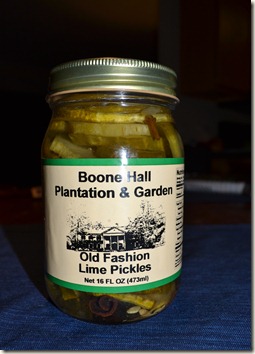 Boone Hall
Plantation & Garden
Old Fashion
Lime Pickles
Net 16 FL OZ (473ml)